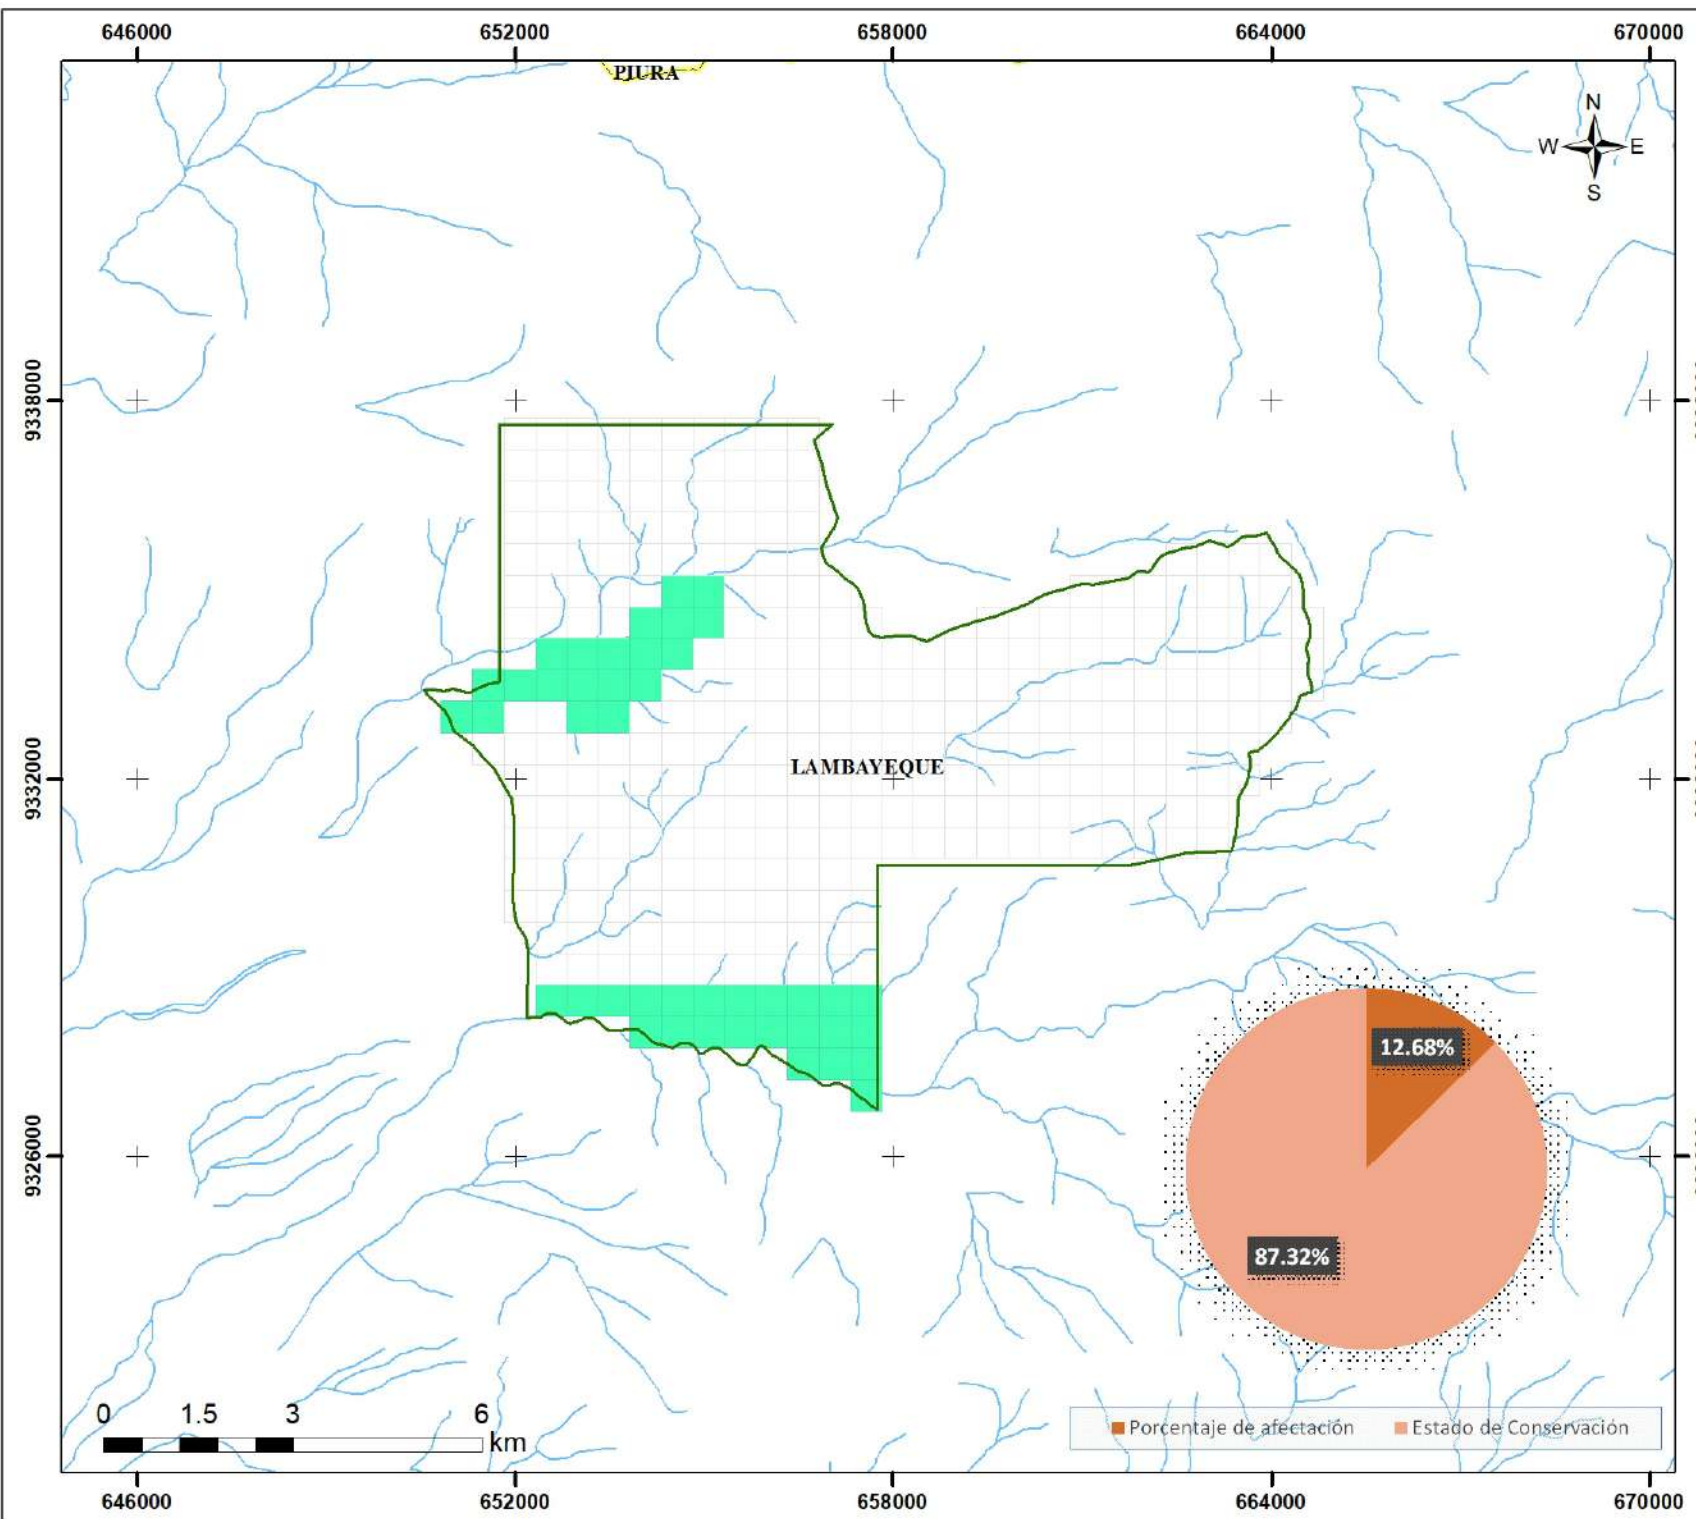 646000 652000 658000 664000 670000
PIURA
N
W E
S
9338000
LAMBAYEQUE
9332000
12.68%
9326000
87.32%
0 1.5 3 6
km
Porcentaje de afectación Estado de Conservación
646000 652000 658000 664000 670000